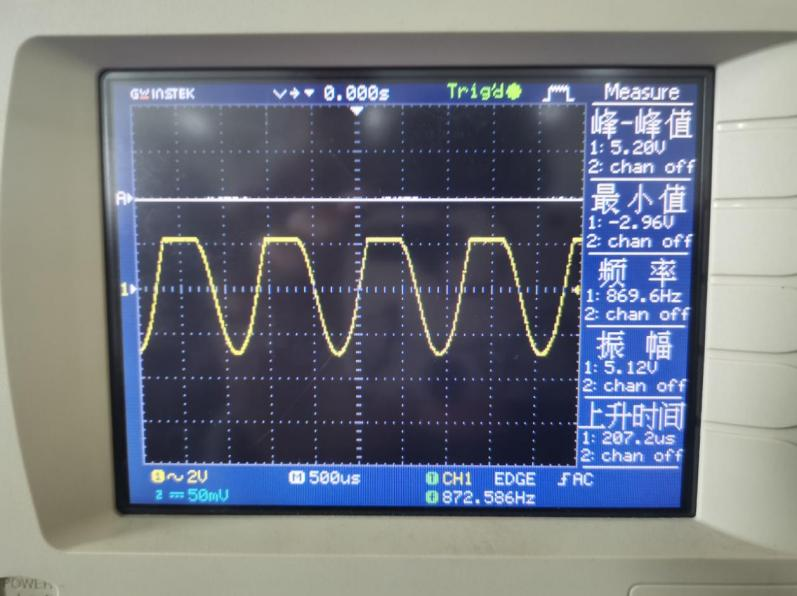 GWINSTEK 0.000s Trig'd
Measure
峰-峰值
1: 5.20V
2: chan off
最小值
1: -2.96V
2: chan off
频率
1: 869.6Hz
2: chan off
振幅
1: 5.12V
2: chan off
上升时间
1: 207.2us
2: chan off
A
1
1 ~ 2V M 500us T CH1 EDGE AC
2 50mV 872.586Hz
POWER